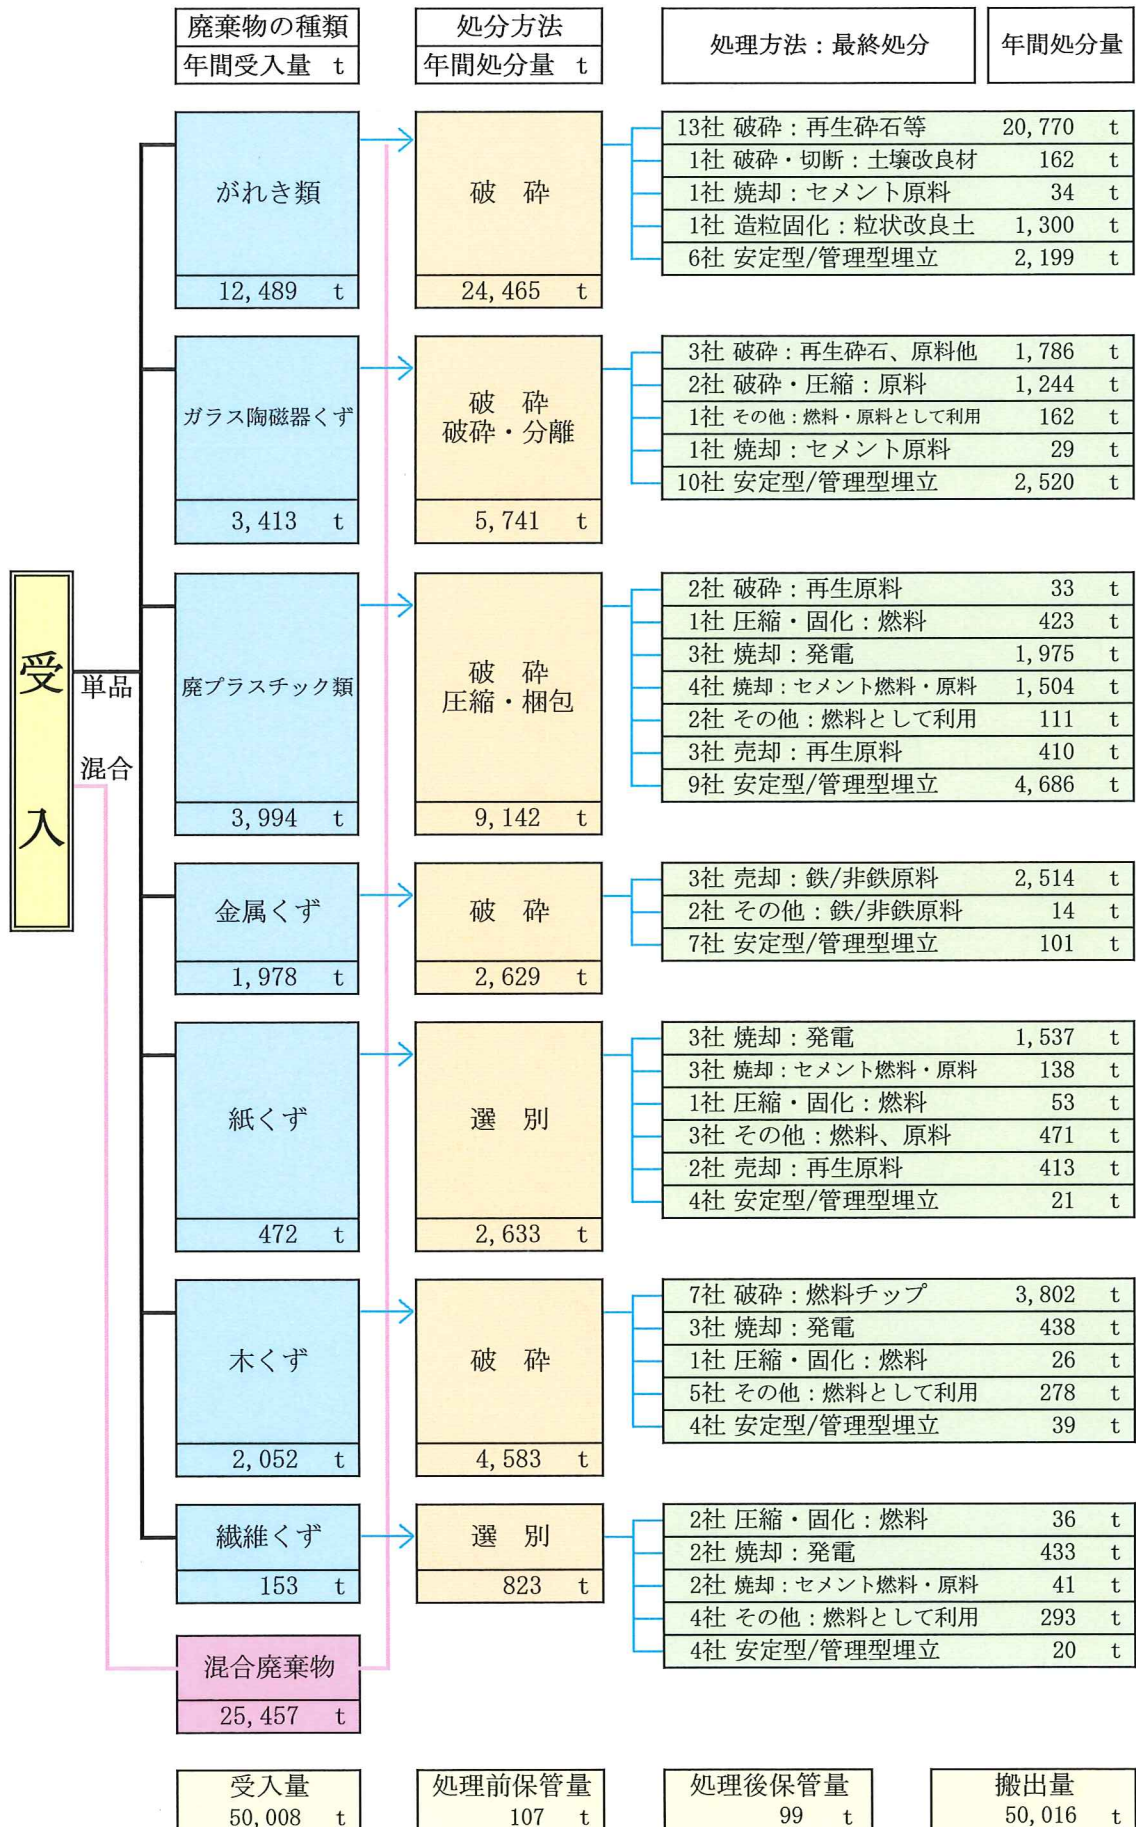 廃棄物の種類
年間受入量 t
処分方法
年間処分量 t
処理方法：最終処分
年間処分量
受入
単品
混合
がれき類
12,489 t
破 砕
24,465 t
13社 破砕：再生砕石等 20,770 t
1社 破砕・切断：土壌改良材 162 t
1社 焼却：セメント原料 34 t
1社 造粒固化：粒状改良土 1,300 t
6社 安定型/管理型埋立 2,199 t
ガラス陶磁器くず
3,413 t
破 砕
破砕・分離
5,741 t
3社 破砕：再生砕石、原料他 1,786 t
2社 破砕・圧縮：原料 1,244 t
1社 その他：燃料・原料として利用 162 t
1社 焼却：セメント原料 29 t
10社 安定型/管理型埋立 2,520 t
廃プラスチック類
3,994 t
破 砕
圧縮・梱包
9,142 t
2社 破砕：再生原料 33 t
1社 圧縮・固化：燃料 423 t
3社 焼却：発電 1,975 t
4社 焼却：セメント燃料・原料 1,504 t
2社 その他：燃料として利用 111 t
3社 売却：再生原料 410 t
9社 安定型/管理型埋立 4,686 t
金属くず
1,978 t
破 砕
2,629 t
3社 売却：鉄/非鉄原料 2,514 t
2社 その他：鉄/非鉄原料 14 t
7社 安定型/管理型埋立 101 t
紙くず
472 t
選 別
2,633 t
3社 焼却：発電 1,537 t
3社 焼却：セメント燃料・原料 138 t
1社 圧縮・固化：燃料 53 t
3社 その他：燃料、原料 471 t
2社 売却：再生原料 413 t
4社 安定型/管理型埋立 21 t
木くず
2,052 t
破 砕
4,583 t
7社 破砕：燃料チップ 3,802 t
3社 焼却：発電 438 t
1社 圧縮・固化：燃料 26 t
5社 その他：燃料として利用 278 t
4社 安定型/管理型埋立 39 t
繊維くず
153 t
選 別
823 t
2社 圧縮・固化：燃料 36 t
2社 焼却：発電 433 t
2社 焼却：セメント燃料・原料 41 t
4社 その他：燃料として利用 293 t
4社 安定型/管理型埋立 20 t
混合廃棄物
25,457 t
受入量
50,008 t
処理前保管量
107 t
処理後保管量
99 t
搬出量
50,016 t